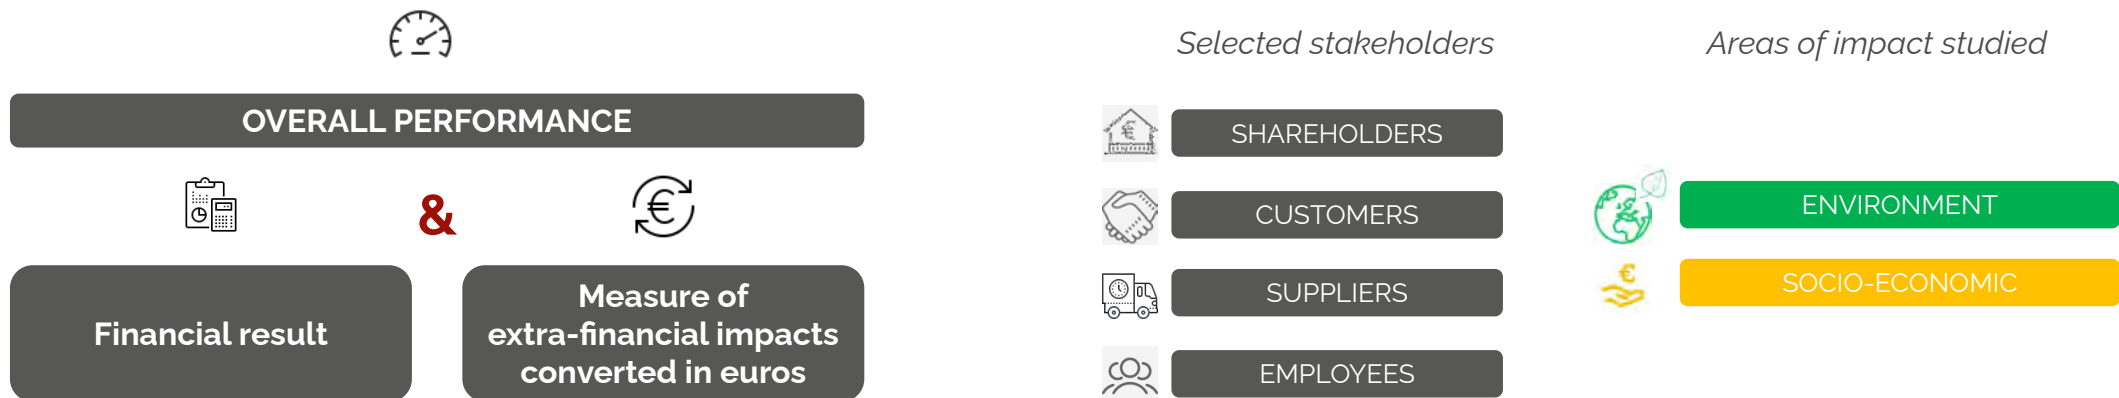 OVERALL PERFORMANCE
&
Financial result
Measure of
extra-financial impacts
converted in euros
Selected stakeholders
SHAREHOLDERS
CUSTOMERS
SUPPLIERS
EMPLOYEES
Areas of impact studied
ENVIRONMENT
SOCIO-ECONOMIC